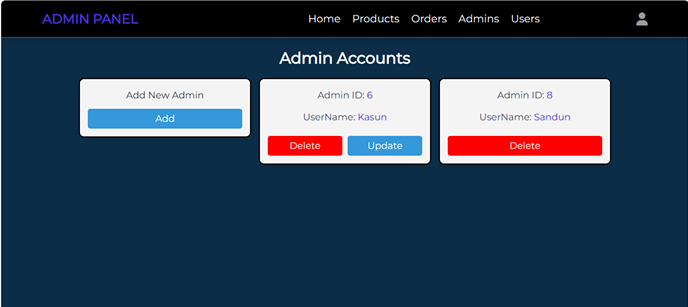 ADMIN PANEL
Home Products Orders Admins Users
Admin Accounts
Add New Admin
Add
Admin ID: 6
UserName: Kasun
Delete Update
Admin ID: 8
UserName: Sandun
Delete